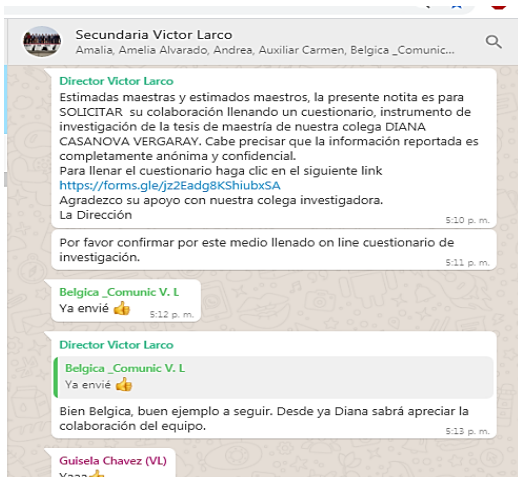 Secundaria Victor Larco
Amalia, Amelia Alvarado, Andrea, Auxiliar Carmen, Belgica _Comunic...
Director Victor Larco
Estimadas maestras y estimados maestros, la presente notita es para
SOLICITAR su colaboración llenando un cuestionario, instrumento de
investigación de la tesis de maestría de nuestra colega DIANA
CASANOVA VERGARAY. Cabe precisar que la información reportada es
completamente anónima y confidencial.
Para llenar el cuestionario haga clic en el siguiente link
https://forms.gle/jz2Eadg8KShiubxSA
Agradezco su apoyo con nuestra colega investigadora.
La Dirección
5:10 p. m.
Por favor confirmar por este medio llenado on line cuestionario de
investigación.
5:11 p. m.
Belgica _Comunic V. L
Ya envié 👍
5:12 p. m.
Director Victor Larco
Belgica _Comunic V. L
Ya envié 👍
Bien Belgica, buen ejemplo a seguir. Desde ya Diana sabrá apreciar la
colaboración del equipo.
5:13 p. m.
Guisela Chavez (VL)
Yaaa👍